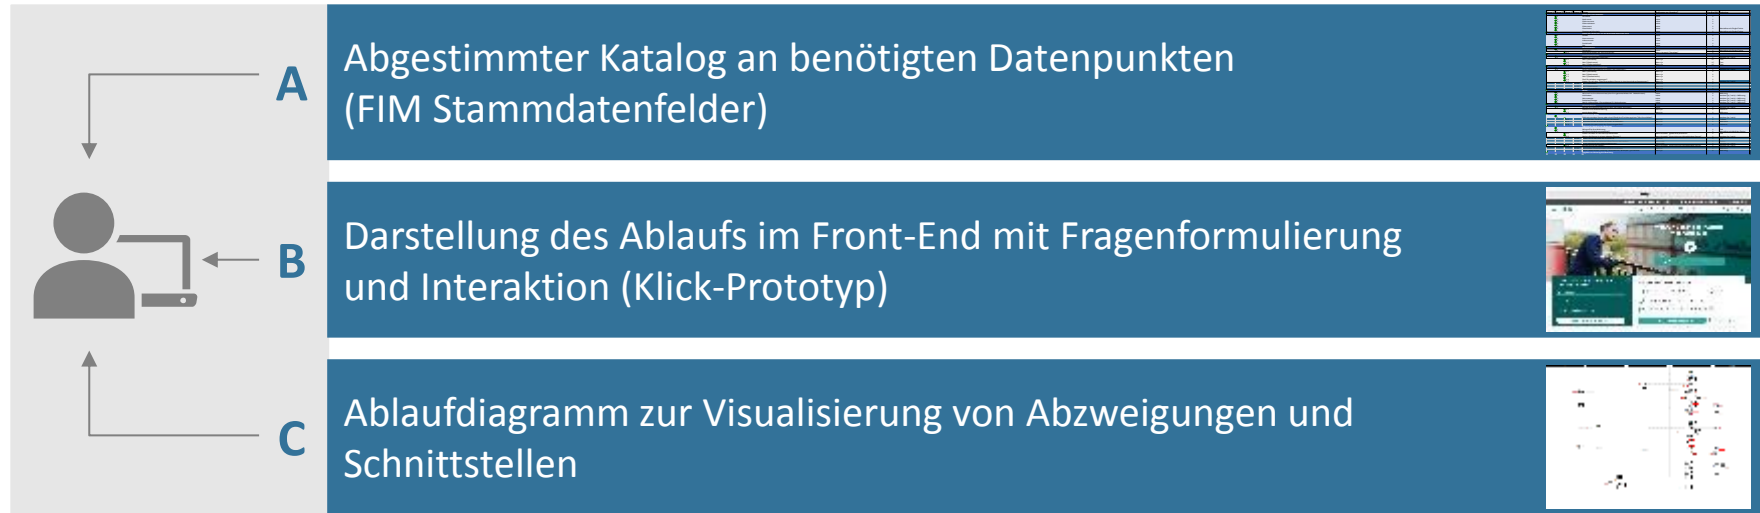 A
Abgestimmter Katalog an benötigten Datenpunkten
(FIM Stammdatenfelder)
B
Darstellung des Ablaufs im Front-End mit Fragenformulierung
und Interaktion (Klick-Prototyp)
C
Ablaufdiagramm zur Visualisierung von Abzweigungen und
Schnittstellen